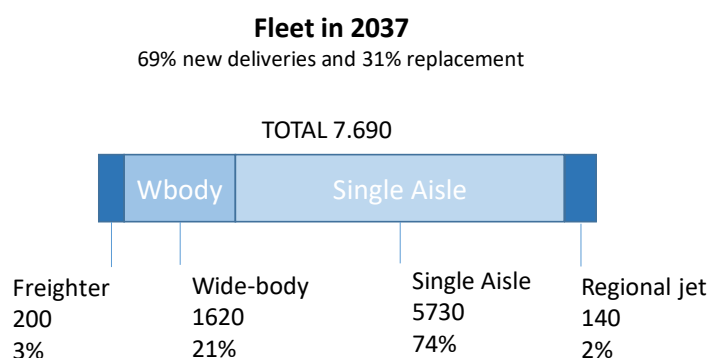 Fleet in 2037
69% new deliveries and 31% replacement
TOTAL 7.690
Wbody
Single Aisle
Freighter
200
3%
Wide-body
1620
21%
Single Aisle
5730
74%
Regional jet
140
2%